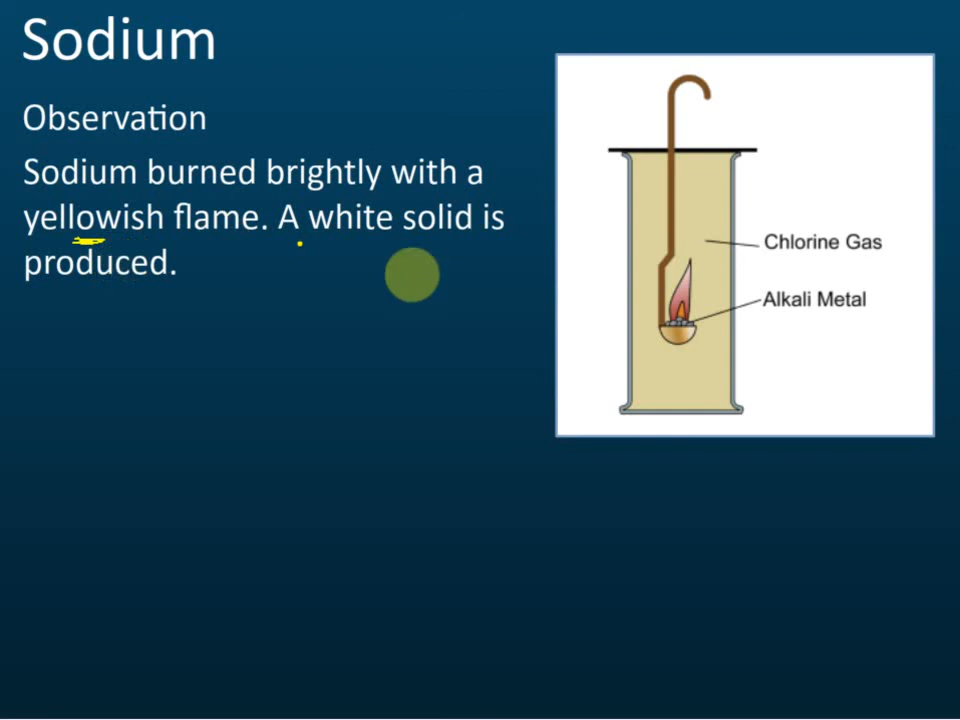 Sodium
Observation
Sodium burned brightly with a
yellowish flame. A white solid is
produced.
Chlorine Gas
Alkali Metal